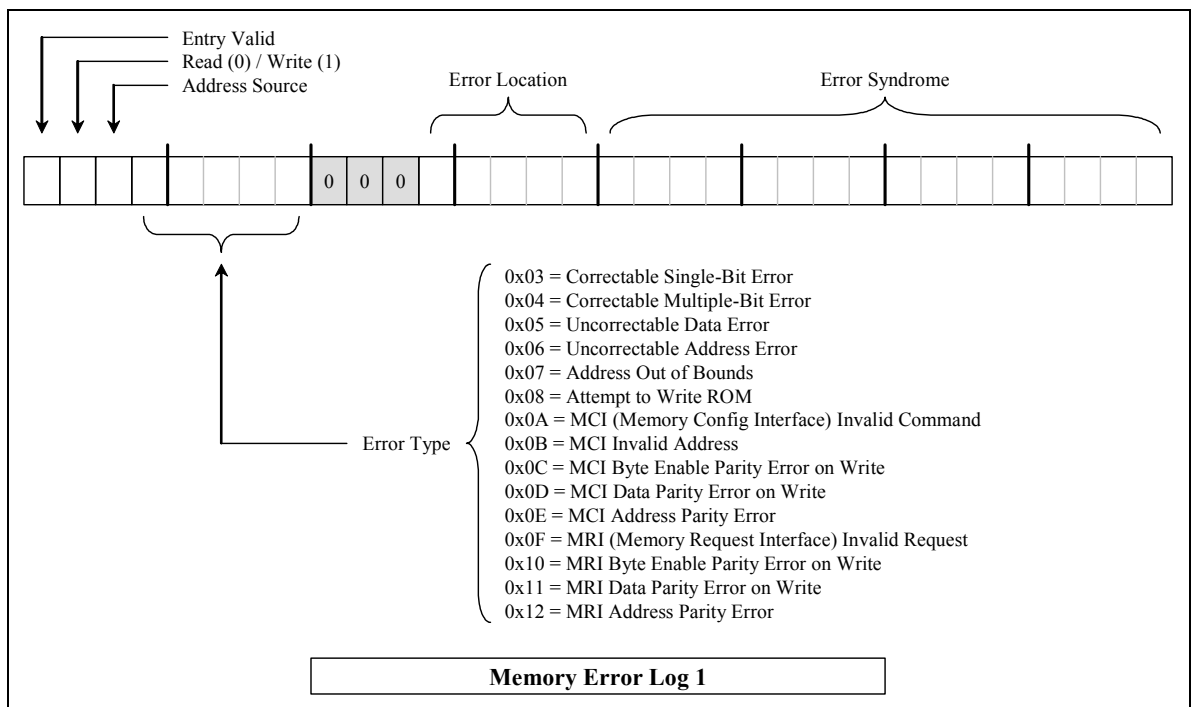 Entry Valid
Read (0) / Write (1)
Address Source
Error Location
Error Syndrome
0 0 0
Error Type
0x03 = Correctable Single-Bit Error
0x04 = Correctable Multiple-Bit Error
0x05 = Uncorrectable Data Error
0x06 = Uncorrectable Address Error
0x07 = Address Out of Bounds
0x08 = Attempt to Write ROM
0x0A = MCI (Memory Config Interface) Invalid Command
0x0B = MCI Invalid Address
0x0C = MCI Byte Enable Parity Error on Write
0x0D = MCI Data Parity Error on Write
0x0E = MCI Address Parity Error
0x0F = MRI (Memory Request Interface) Invalid Request
0x10 = MRI Byte Enable Parity Error on Write
0x11 = MRI Data Parity Error on Write
0x12 = MRI Address Parity Error
Memory Error Log 1